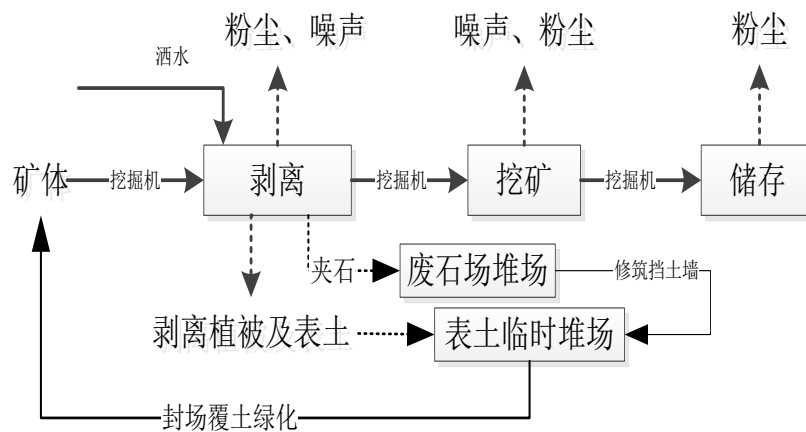 粉尘、噪声
噪声、粉尘
粉尘
洒水
矿体
挖掘机
剥离
挖掘机
挖矿
挖掘机
储存
夹石
废石场堆场
修筑挡土墙
剥离植被及表土
表土临时堆场
封场覆土绿化